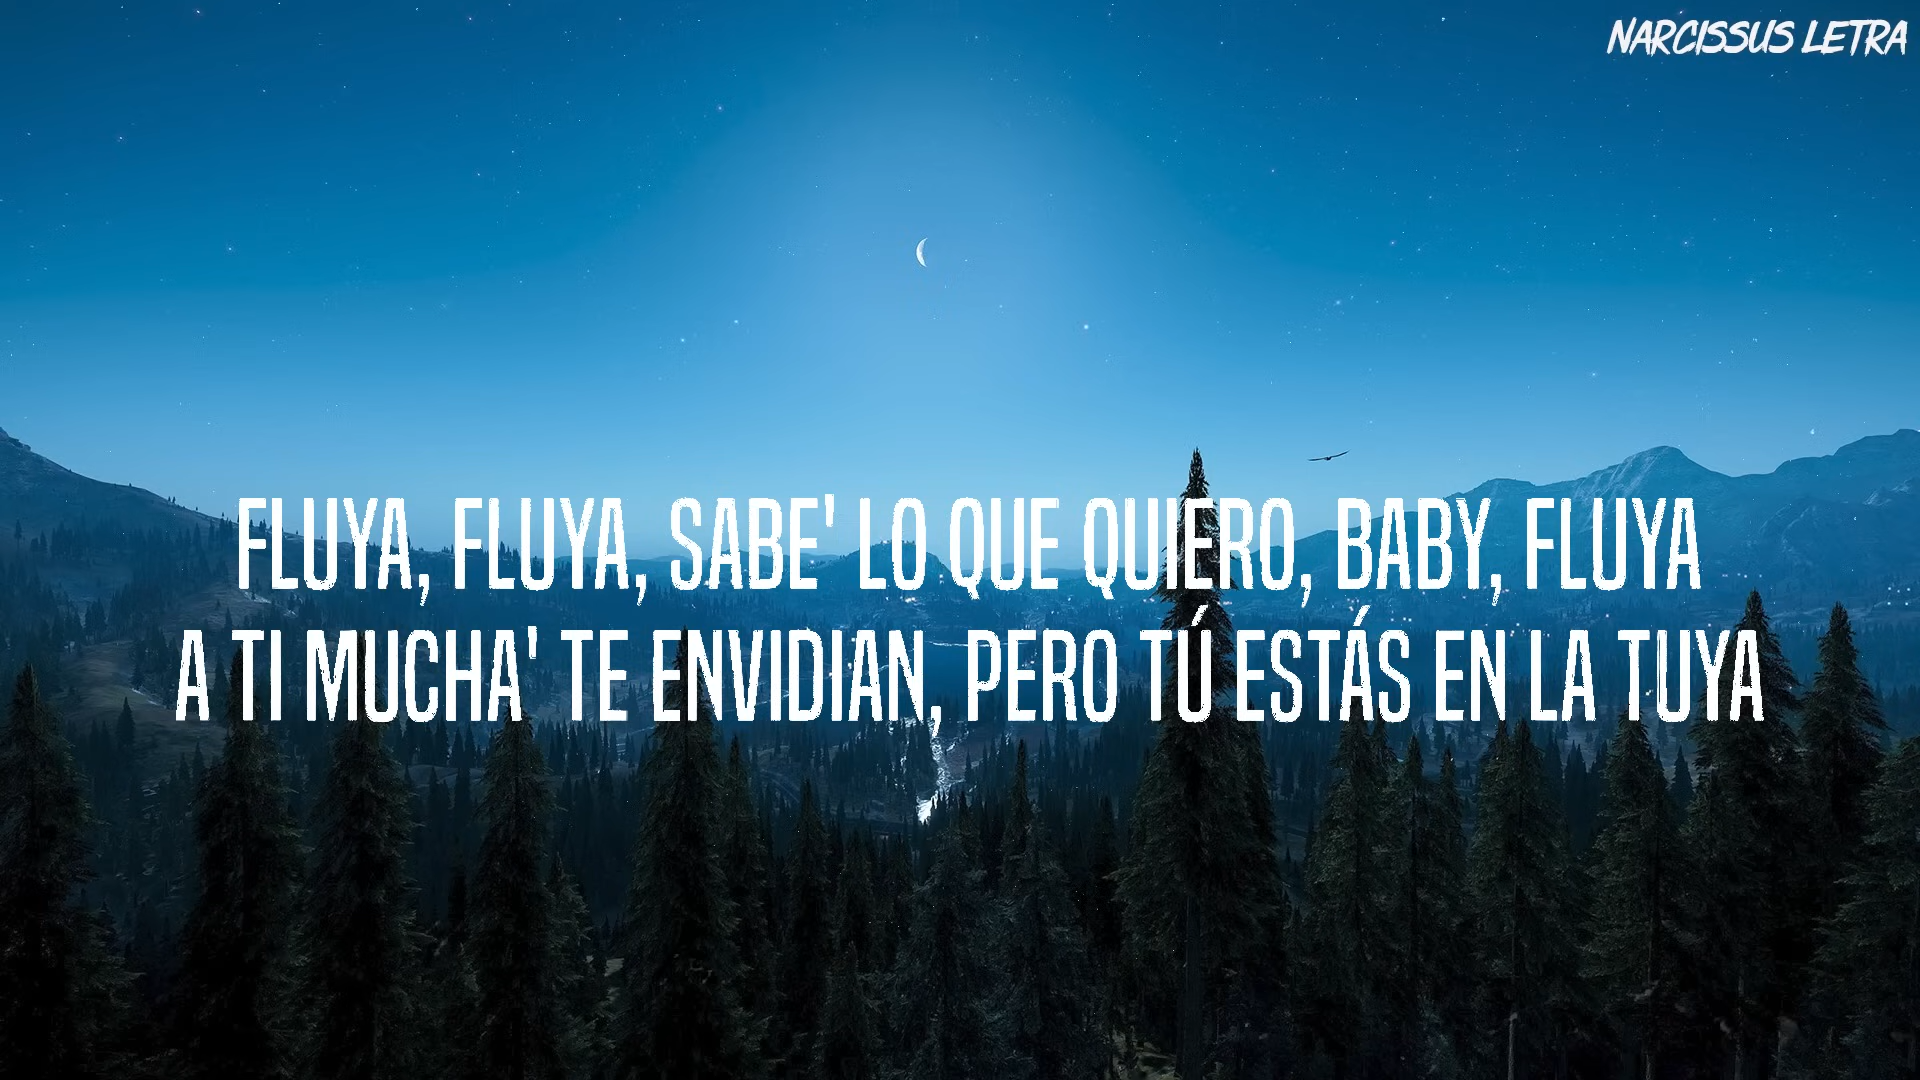 NARCISSUS LETRA
FLUYA, FLUYA, SABE' LO QUE QUIERO, BABY, FLUYA
A TI MUCHA' TE ENVIDIAN, PERO TÚ ESTÁS EN LA TUYA